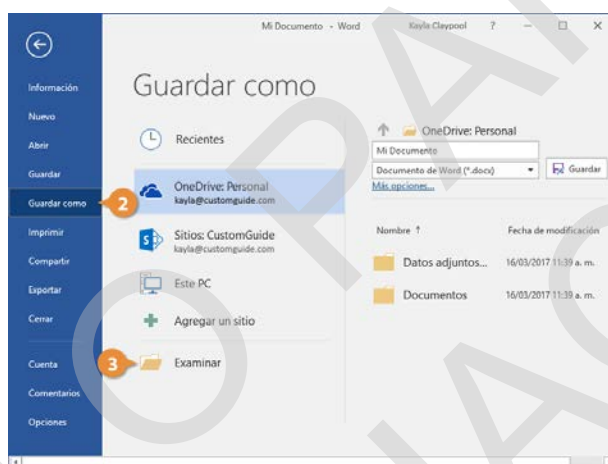 Mi Documento - Word
Kayla Claypool
?
Información
Nuevo
Abrir
Guardar
Guardar como
Imprimir
Compartir
Exportar
Cerrar
Cuenta
Comentarios
Opciones
2
3
Guardar como
Recientes
OneDrive: Personal
kayla@customguide.com
Sitios: CustomGuide
kayla@customguide.com
Este PC
Agregar un sitio
Examinar
OneDrive: Personal
Mi Documento
Documento de Word (*.docx)
Guardar
Más opciones...
Nombre ↑ Fecha de modificación
Datos adjuntos... 16/03/2017 11:39 a. m.
Documentos 16/03/2017 11:39 a. m.